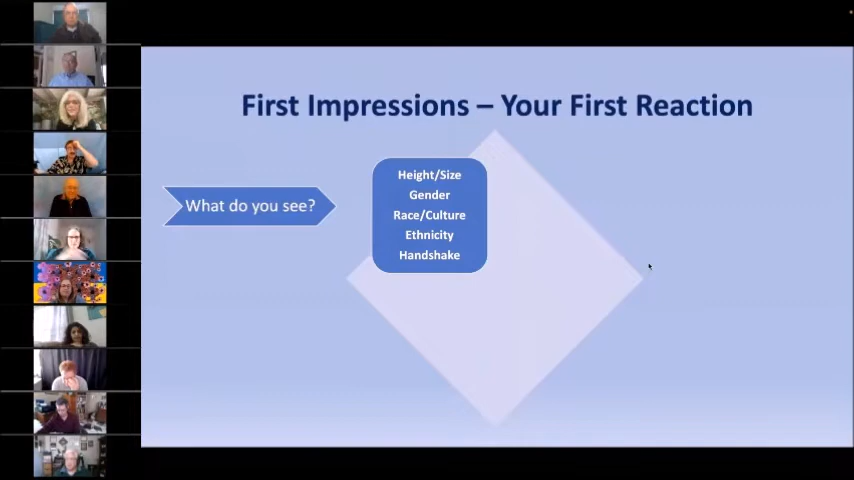 First Impressions – Your First Reaction
What do you see?
Height/Size
Gender
Race/Culture
Ethnicity
Handshake